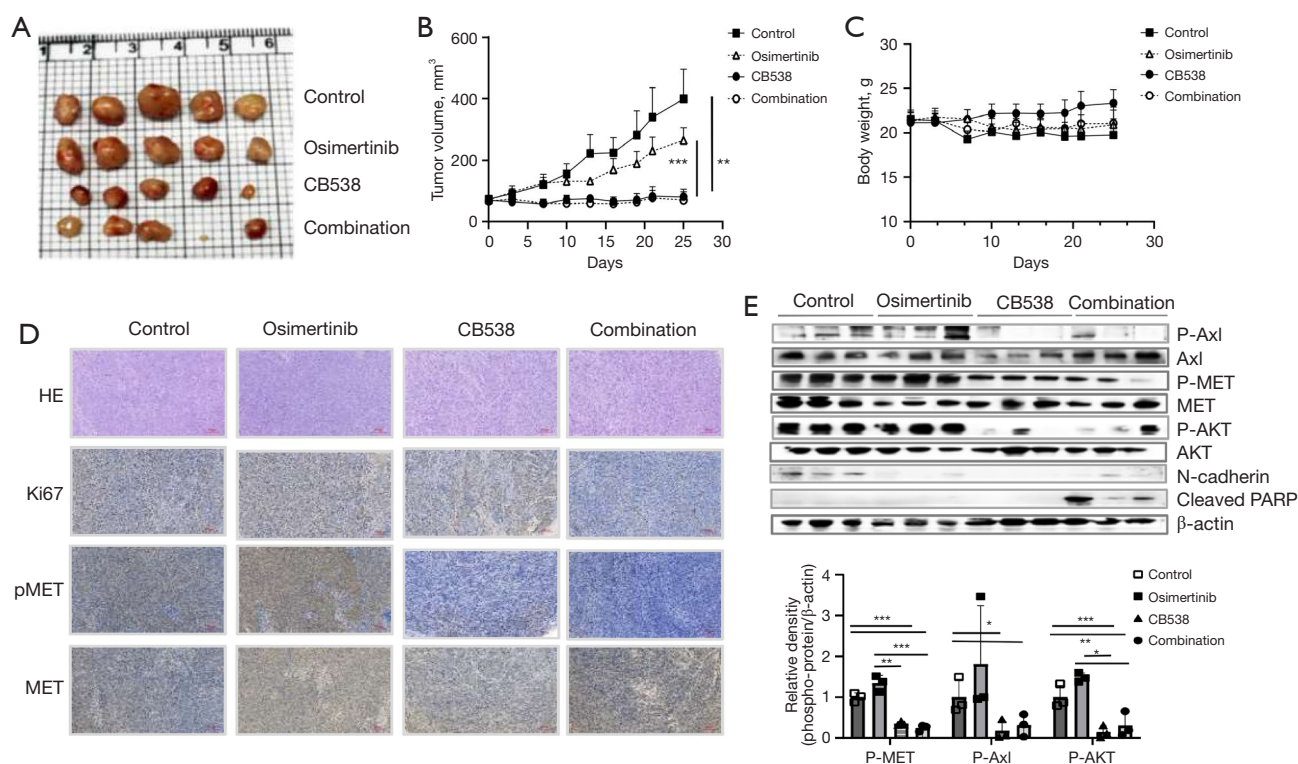 A
1 2 3 4 5 6
Control
Osimertinib
CB538
Combination
B
Tumor volume, mm³
600
400
200
0
0 5 10 15 20 25 30
Days
Control
Osimertinib
CB538
Combination
***
**
C
Body weight, g
30
25
20
15
10
0 10 20 30
Days
Control
Osimertinib
CB538
Combination
D
Control Osimertinib CB538 Combination
HE
Ki67
pMET
MET
E
Control Osimertinib CB538 Combination
P-Axl
Axl
P-MET
MET
P-AKT
AKT
N-cadherin
Cleaved PARP
β-actin
Relative densitiy
(phospho-protein/β-actin)
4
3
2
1
0
***
***
**
*
***
**
*
P-MET P-Axl P-AKT
Control
Osimertinib
CB538
Combination